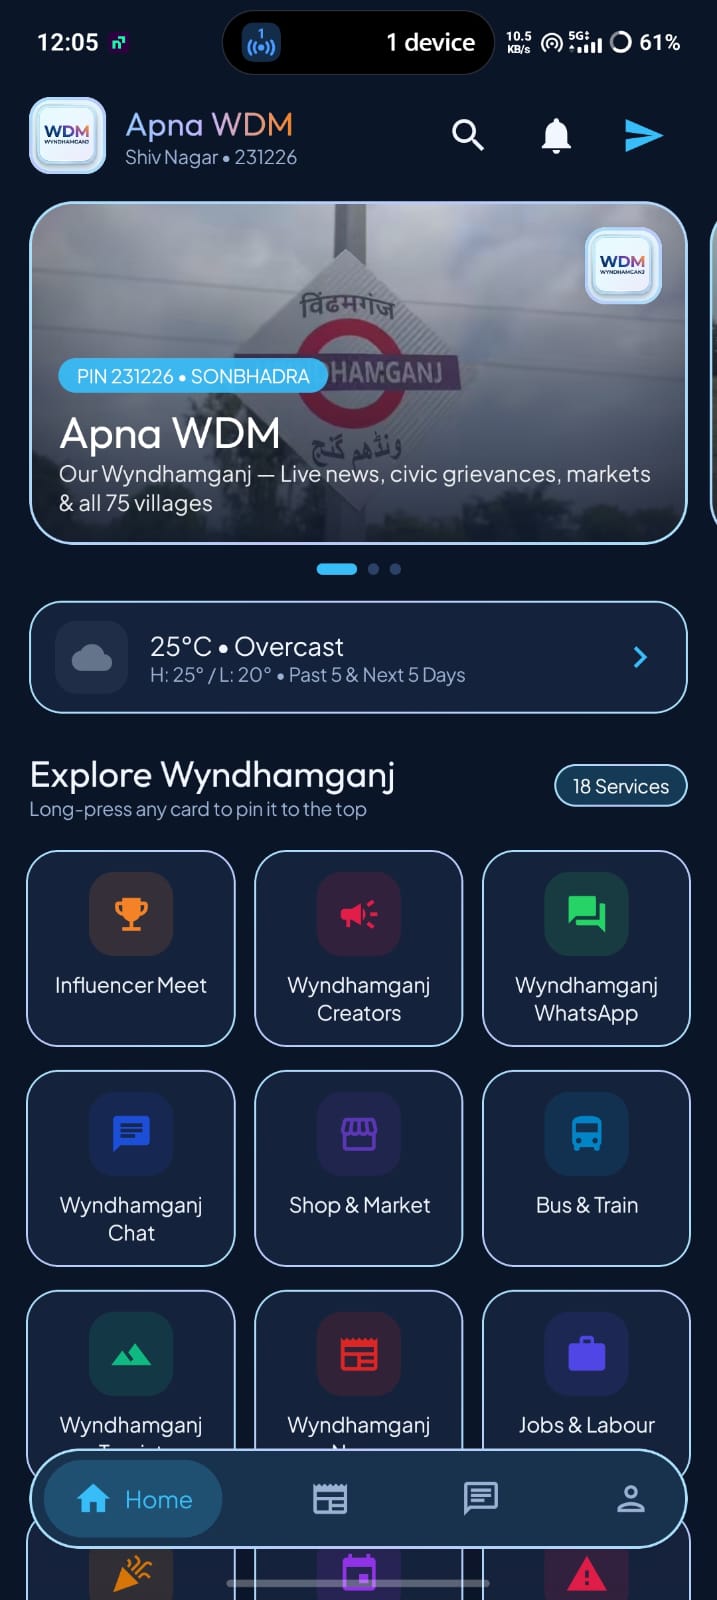 12:05
1
1 device
10.5
KB/s
5G
61%
WDM
WYNDHAMGANJ
Apna WDM
Shiv Nagar • 231226
WDM
WYNDHAMGANJ
विंढमगंज
HAMGANJ
PIN 231226 • SONBHADRA
Apna WDM
ونڈھم گنج
Our Wyndhamganj — Live news, civic grievances, markets
& all 75 villages
25°C • Overcast
H: 25° / L: 20° • Past 5 & Next 5 Days
Explore Wyndhamganj
18 Services
Long-press any card to pin it to the top
Influencer Meet
Wyndhamganj
Creators
Wyndhamganj
WhatsApp
Wyndhamganj
Chat
Shop & Market
Bus & Train
Wyndhamganj
Wyndhamganj
Jobs & Labour
Home